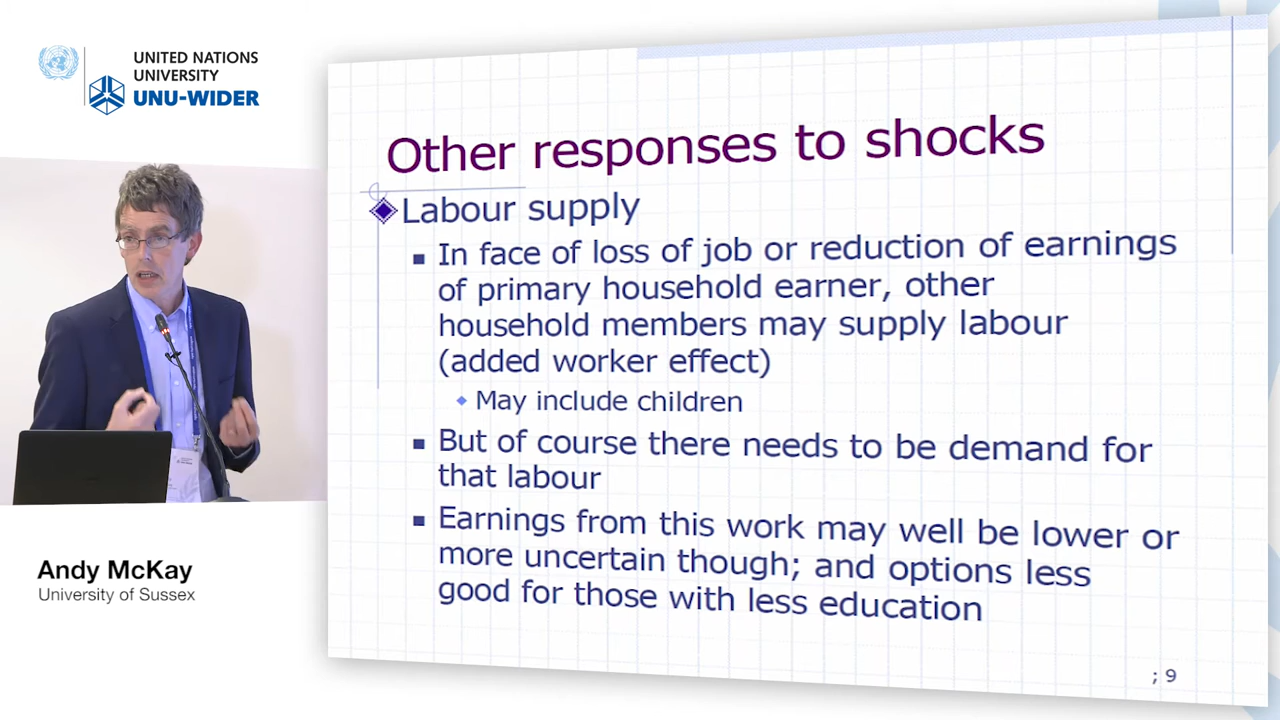 UNITED NATIONS
UNIVERSITY
UNU-WIDER
Andy McKay
University of Sussex
Other responses to shocks
Labour supply
In face of loss of job or reduction of earnings
of primary household earner, other
household members may supply labour
(added worker effect)
May include children
But of course there needs to be demand for
that labour
Earnings from this work may well be lower or
more uncertain though; and options less
good for those with less education
; 9